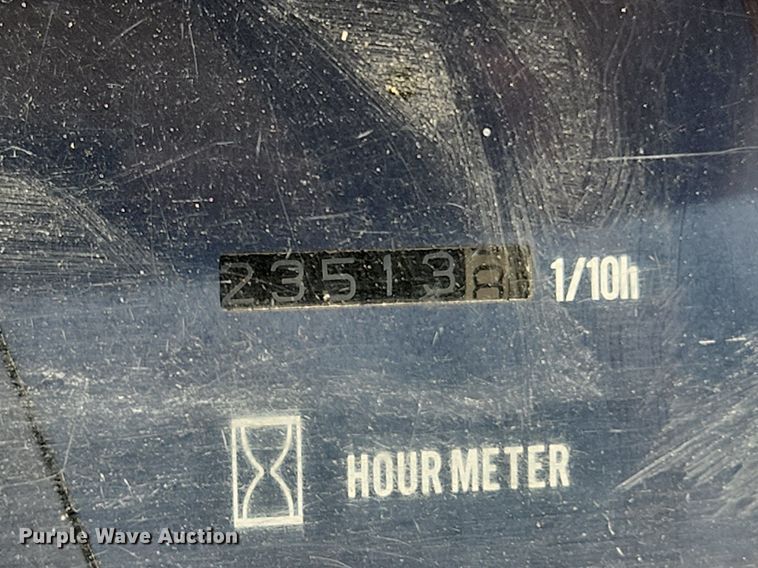 23513 1/10h
HOUR METER
Purple Wave Auction